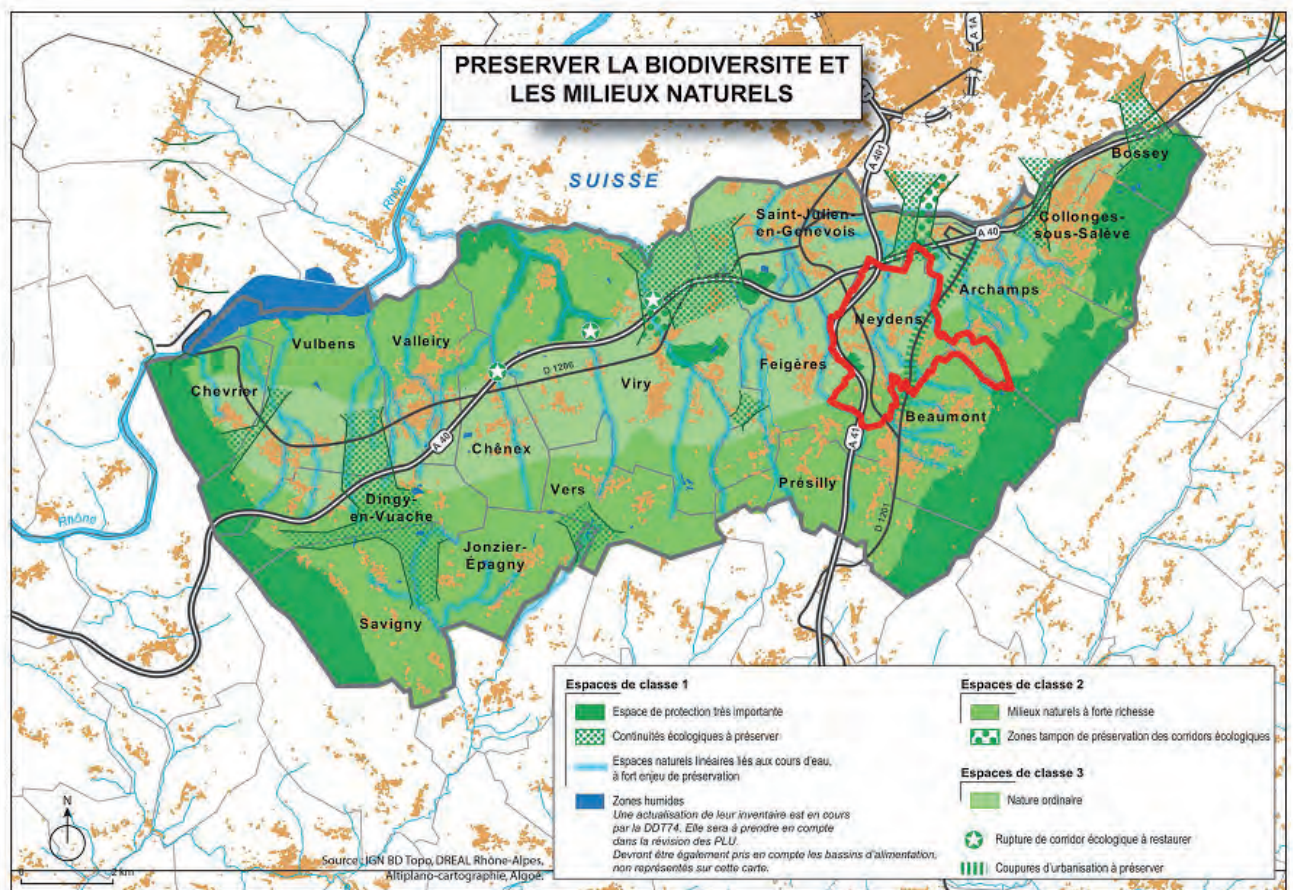 PRESERVER LA BIODIVERSITE ET
LES MILIEUX NATURELS
A 1A
A 401
SUISSE
Rhône
Bossey
Saint-Julien-
en-Genevois
Collonges-
sous-Salève
A 40
Archamps
Neydens
Vulbens
Valleiry
Feigères
Viry
D 1206
Chevrier
Beaumont
A 40
A 41
Chênex
Vers
Présilly
Dingy-
en-Vuache
Rhône
D 1201
Jonzier-
Épagny
Savigny
N
0
2 km
Source : IGN BD Topo, DREAL Rhône-Alpes,
Altiplano-cartographie, Algoé.
Espaces de classe 1
Espace de protection très importante
Continuités écologiques à préserver
Espaces naturels linéaires liés aux cours d'eau,
à fort enjeu de préservation
Zones humides
Une actualisation de leur inventaire est en cours
par la DDT74. Elle sera à prendre en compte
dans la révision des PLU.
Devront être également pris en compte les bassins d'alimentation,
non représentés sur cette carte.
Espaces de classe 2
Milieux naturels à forte richesse
Zones tampon de préservation des corridors écologiques
Espaces de classe 3
Nature ordinaire
Rupture de corridor écologique à restaurer
Coupures d'urbanisation à préserver